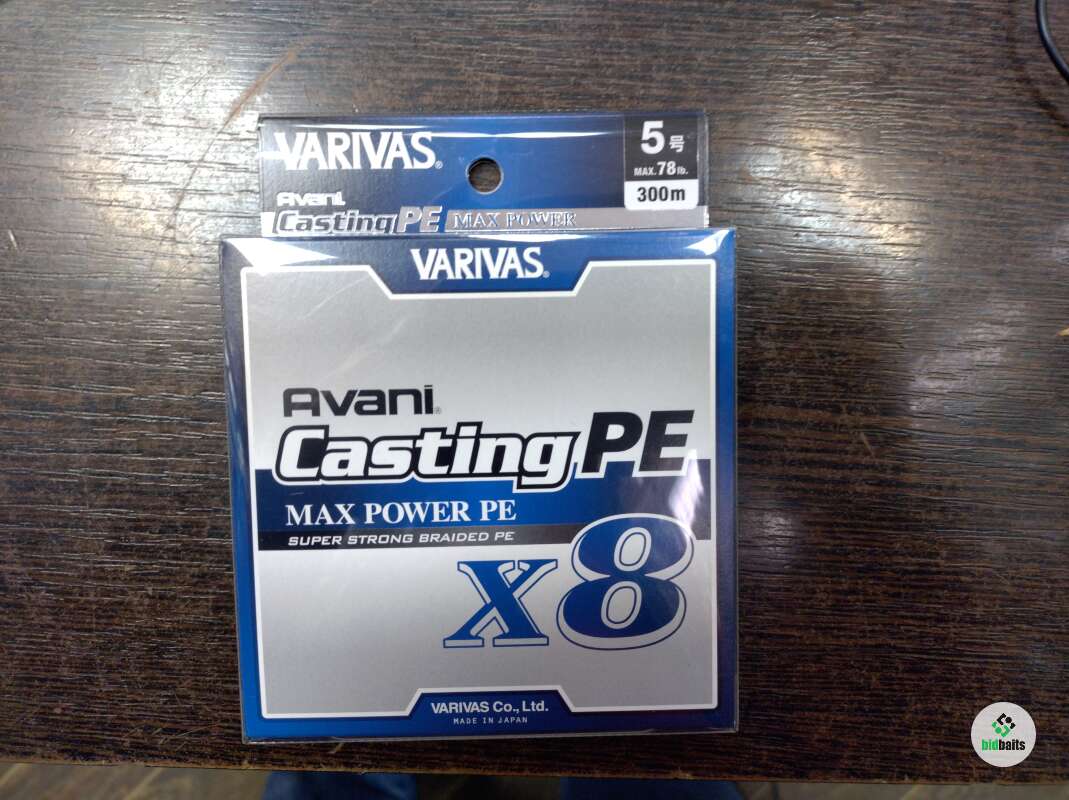 VARIVAS®
5号
MAX.78lb.
300m
Avani
Casting PE MAX POWER
VARIVAS®
Avani®
Casting PE
MAX POWER PE
SUPER STRONG BRAIDED PE
X8
VARIVAS Co., Ltd.
MADE IN JAPAN
bidbaits